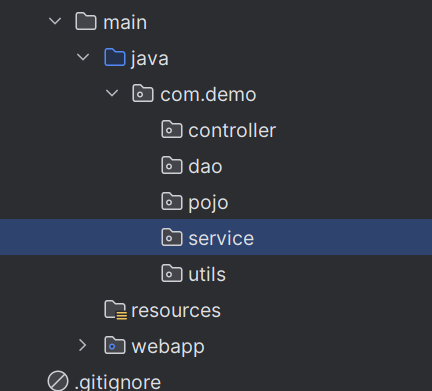 main
java
com.demo
controller
dao
pojo
service
utils
resources
webapp
.gitignore